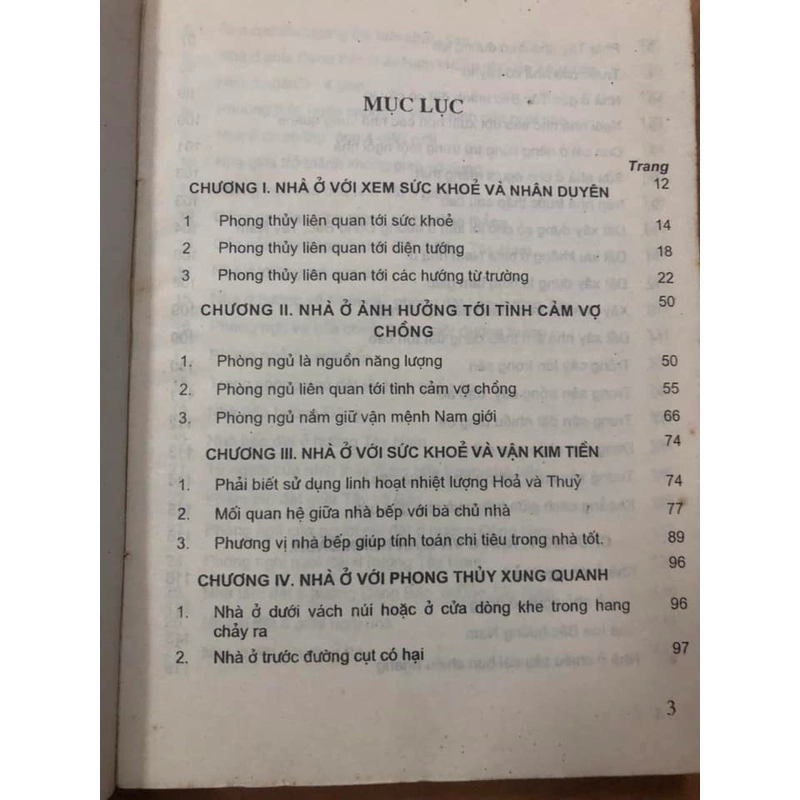 MỤC LỤC
Trang
CHƯƠNG I. NHÀ Ở VỚI XEM SỨC KHOẺ VÀ NHÂN DUYÊN 12
1 Phong thủy liên quan tới sức khoẻ 14
2 Phong thủy liên quan tới diện tướng 18
3 Phong thủy liên quan tới các hướng từ trường 22
CHƯƠNG II. NHÀ Ở ẢNH HƯỞNG TỚI TÌNH CẢM VỢ 50
CHỒNG
1. Phòng ngủ là nguồn năng lượng 50
2. Phòng ngủ liên quan tới tình cảm vợ chồng 55
3. Phòng ngủ nắm giữ vận mệnh Nam giới 66
CHƯƠNG III. NHÀ Ở VỚI SỨC KHOẺ VÀ VẬN KIM TIỀN 74
1. Phải biết sử dụng linh hoạt nhiệt lượng Hoả và Thuỷ 74
2. Mối quan hệ giữa nhà bếp với bà chủ nhà 77
3. Phương vị nhà bếp giúp tính toán chi tiêu trong nhà tốt. 89
CHƯƠNG IV. NHÀ Ở VỚI PHONG THỦY XUNG QUANH 96
1. Nhà ở dưới vách núi hoặc ở cửa dòng khe trong hang 96
chảy ra
2. Nhà ở trước đường cụt có hại 97
3